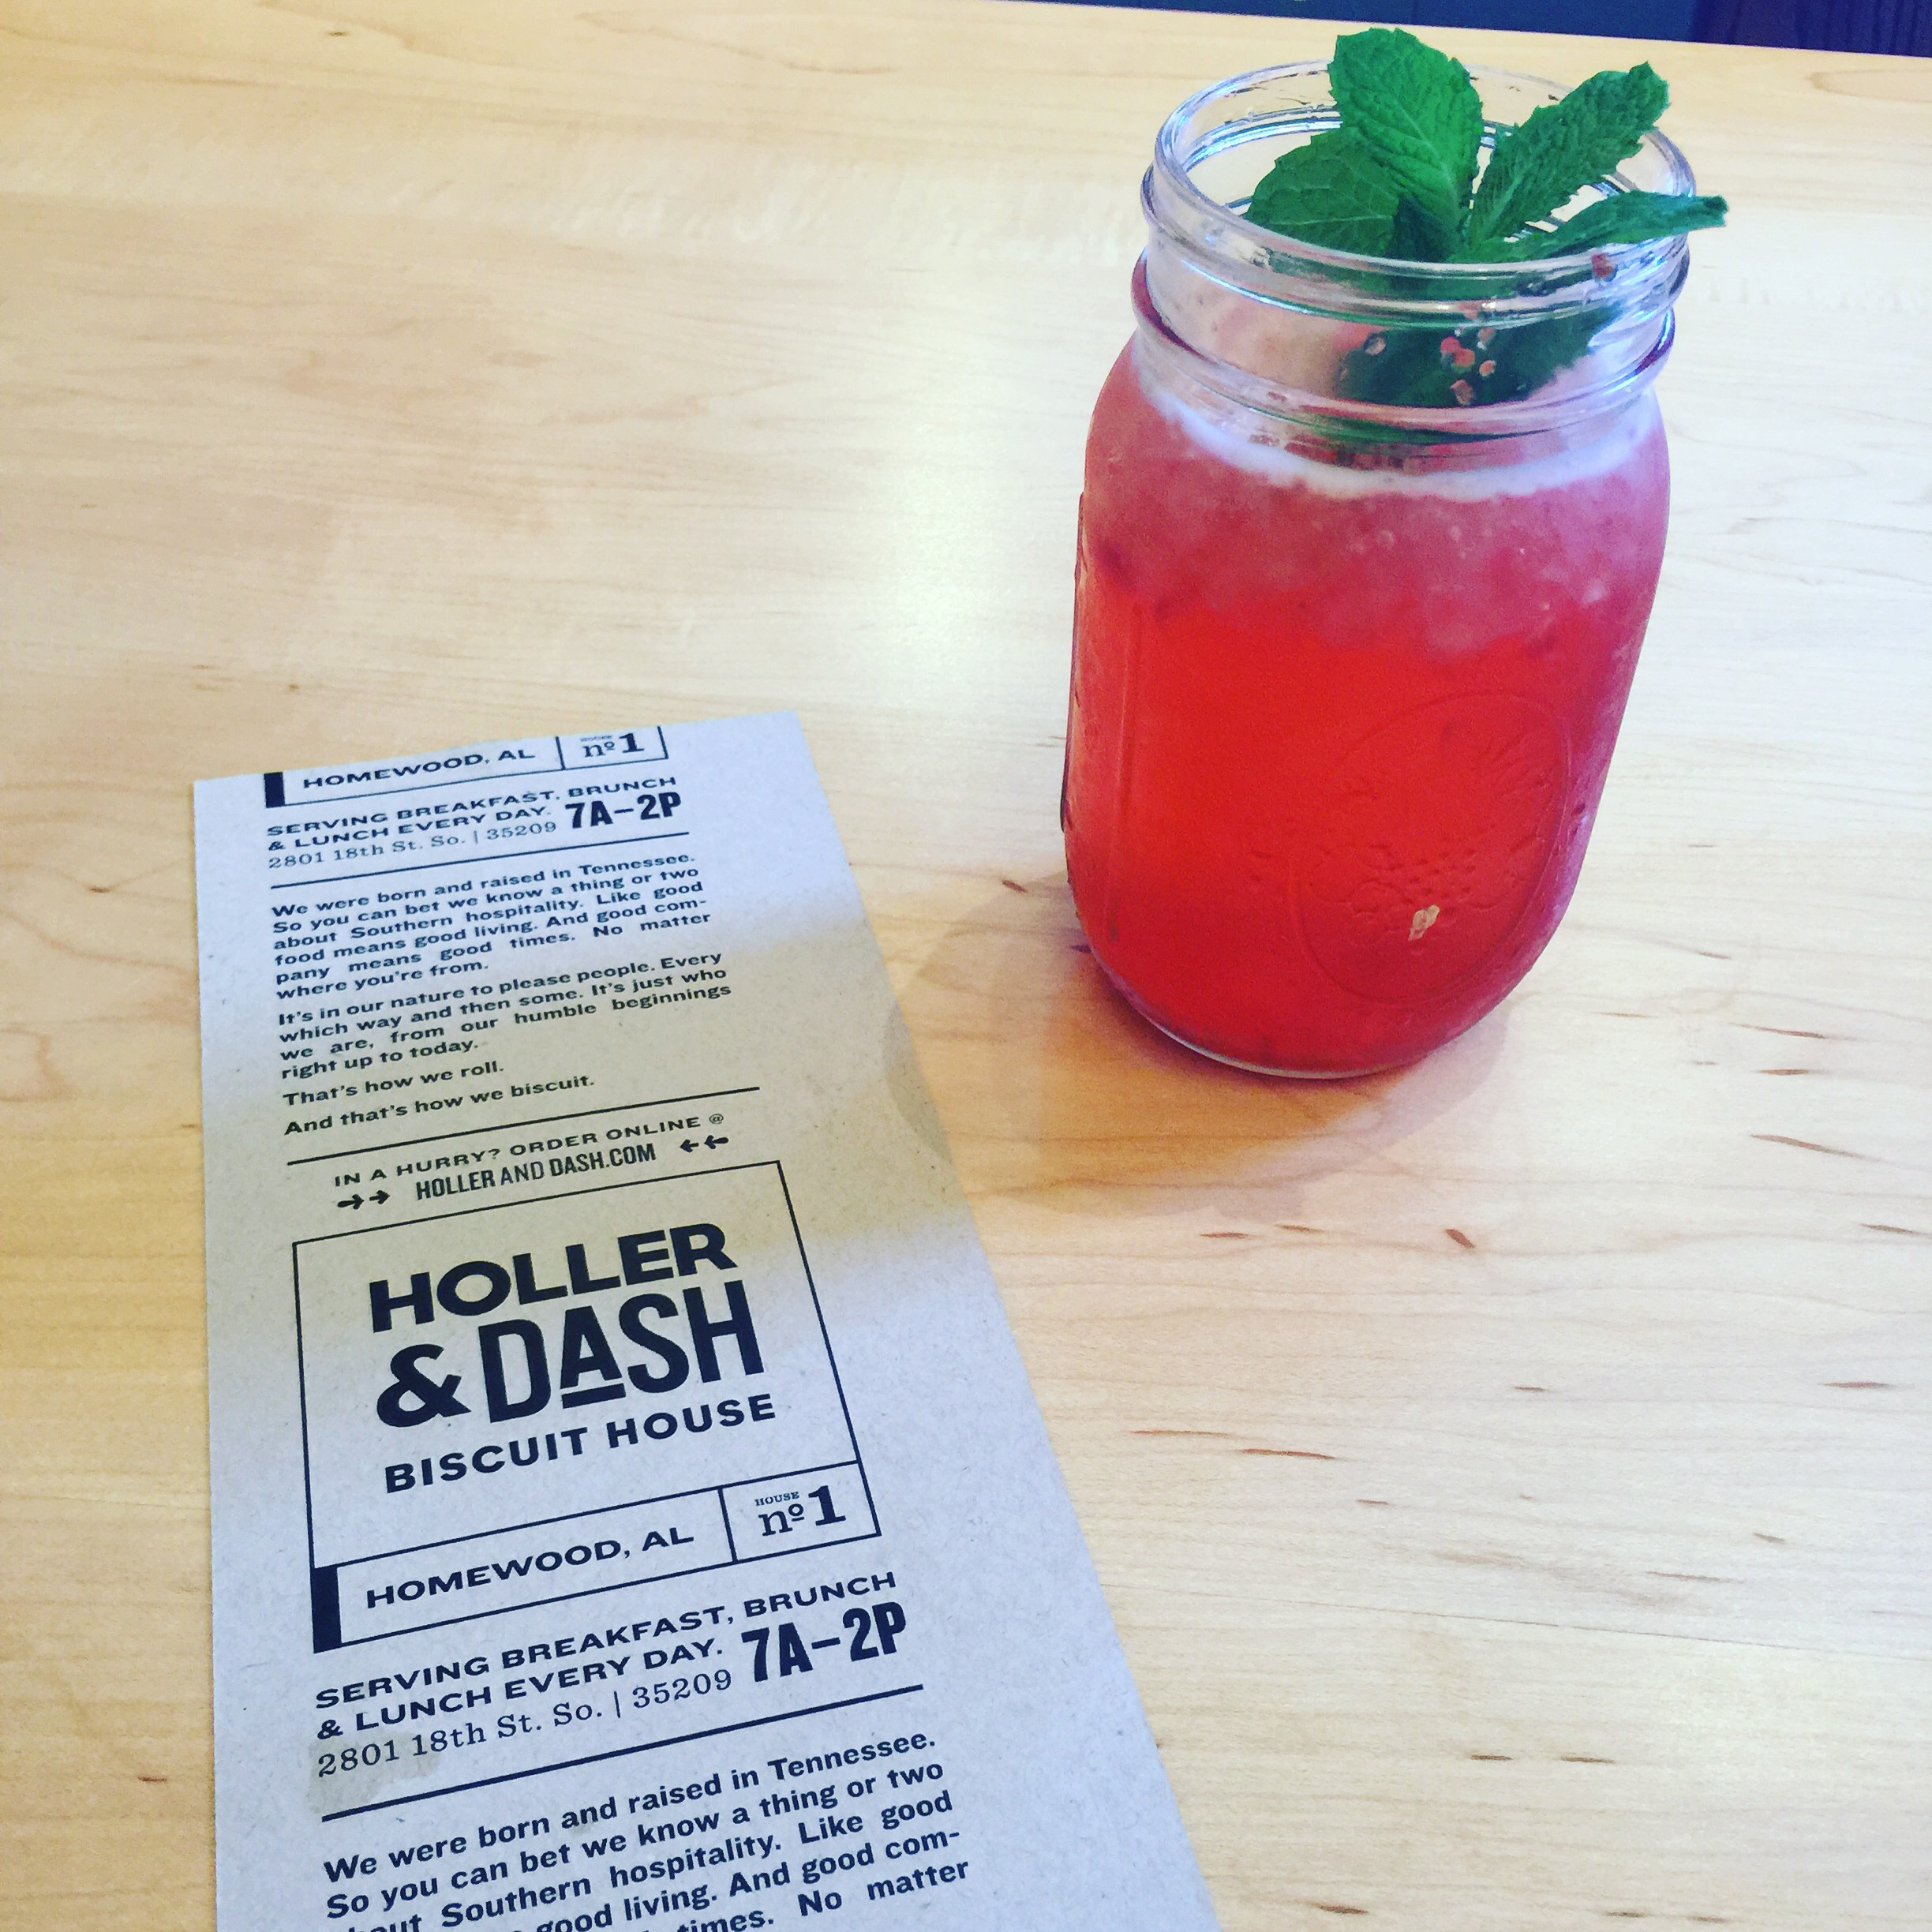 HOMEWOOD, AL
nº1
SERVING BREAKFAST, BRUNCH
& LUNCH EVERY DAY. 7A–2P
2801 18th St. So. | 35209
We were born and raised in Tennessee.
So you can bet we know a thing or two
about Southern hospitality. Like good
food means good living. And good com-
pany means good times. No matter
where you're from.
It's in our nature to please people. Every
which way and then some. It's just who
we are, from our humble beginnings
right up to today.
That's how we roll.
And that's how we biscuit.
IN A HURRY? ORDER ONLINE @
→→ HOLLER AND DASH.COM ←←
HOLLER
& DASH
BISCUIT HOUSE
HOMEWOOD, AL
HOUSE
nº1
SERVING BREAKFAST, BRUNCH
& LUNCH EVERY DAY. 7A–2P
2801 18th St. So. | 35209
We were born and raised in Tennessee.
So you can bet we know a thing or two
about Southern hospitality. Like good
good living. And good com-
times. No matter